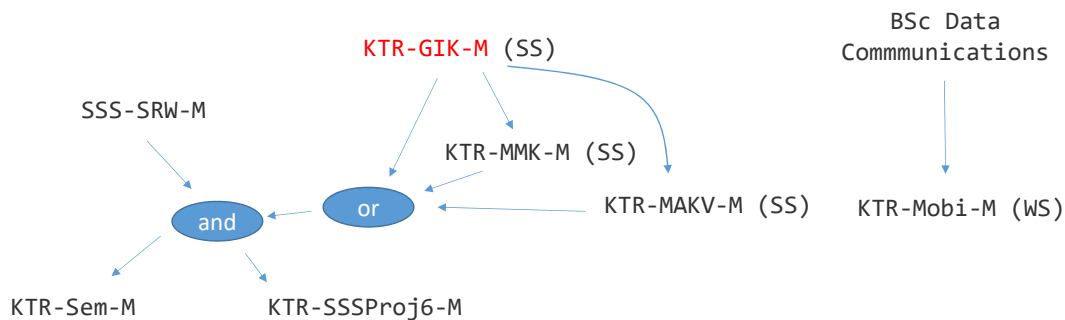 BSc Data
Commmunications
KTR-GIK-M (SS)
SSS-SRW-M
KTR-MMK-M (SS)
or
KTR-MAKV-M (SS)
KTR-Mobi-M (WS)
and
KTR-Sem-M
KTR-SSSProj6-M